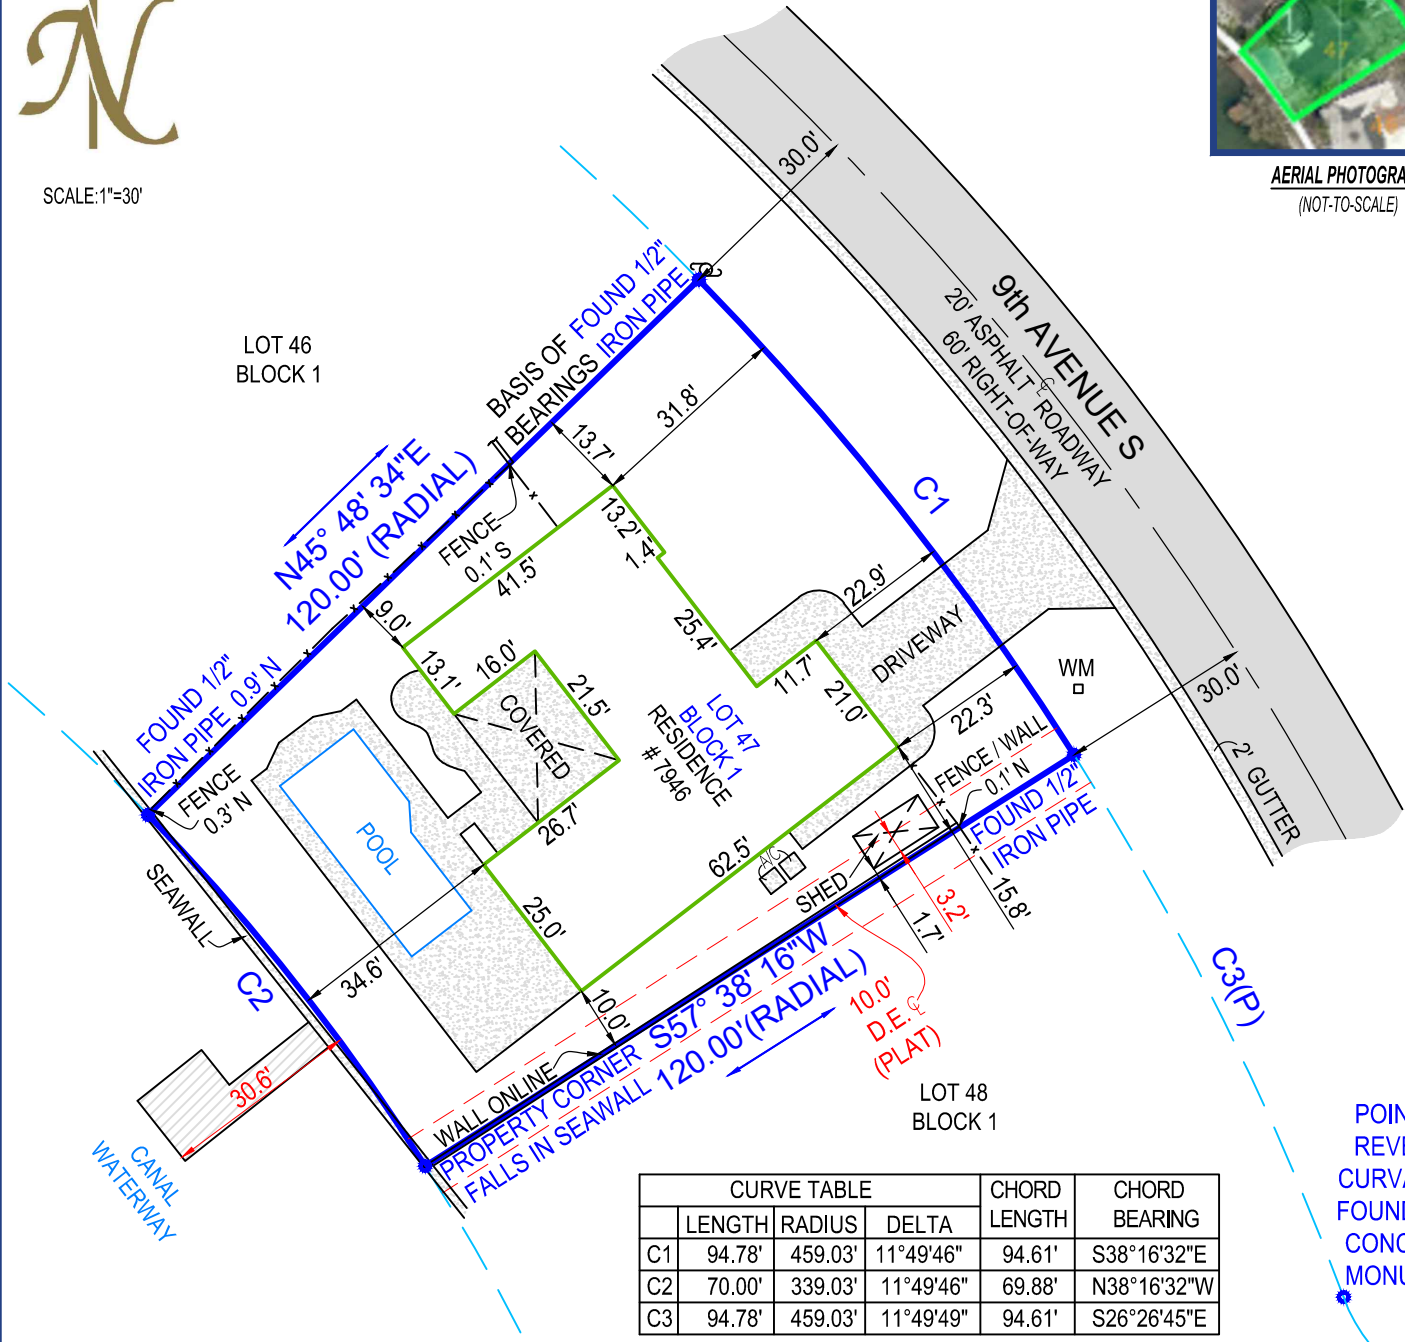 N
SCALE:1"=30'
47
AERIAL PHOTOGRA
(NOT-TO-SCALE)
30.0'
9th AVENUE S
20' ASPHALT ROADWAY
60' RIGHT-OF-WAY
LOT 46
BLOCK 1
BASIS OF
BEARINGS
FOUND 1/2"
IRON PIPE
N45° 48' 34"E
120.00' (RADIAL)
31.8'
13.7'
C1
FENCE
0.1' S
41.5'
13.2'
1.4'
25.4'
22.9'
9.0'
13.1'
16.0'
21.5'
COVERED
11.7'
21.0'
DRIVEWAY
WM
30.0'
22.3'
2' GUTTER
LOT 47
BLOCK 1
RESIDENCE
# 7946
FOUND 1/2"
IRON PIPE 0.9' N
FENCE
0.3' N
POOL
26.7'
62.5'
A/C
SHED
FENCE / WALL
0.1' N
FOUND 1/2"
IRON PIPE
15.8'
3.2'
1.7'
SEAWALL
C2
34.6'
25.0'
10.0'
WALL ONLINE
S57° 38' 16"W
120.00'(RADIAL)
PROPERTY CORNER
FALLS IN SEAWALL
10.0'
D.E.
(PLAT)
C3(P)
30.6'
CANAL
WATERWAY
LOT 48
BLOCK 1
POIN
REVE
CURVA
FOUND
CONC
MONU
CURVE TABLE CHORD LENGTH CHORD BEARING
LENGTH RADIUS DELTA
C1 94.78' 459.03' 11°49'46" 94.61' S38°16'32"E
C2 70.00' 339.03' 11°49'46" 69.88' N38°16'32"W
C3 94.78' 459.03' 11°49'49" 94.61' S26°26'45"E